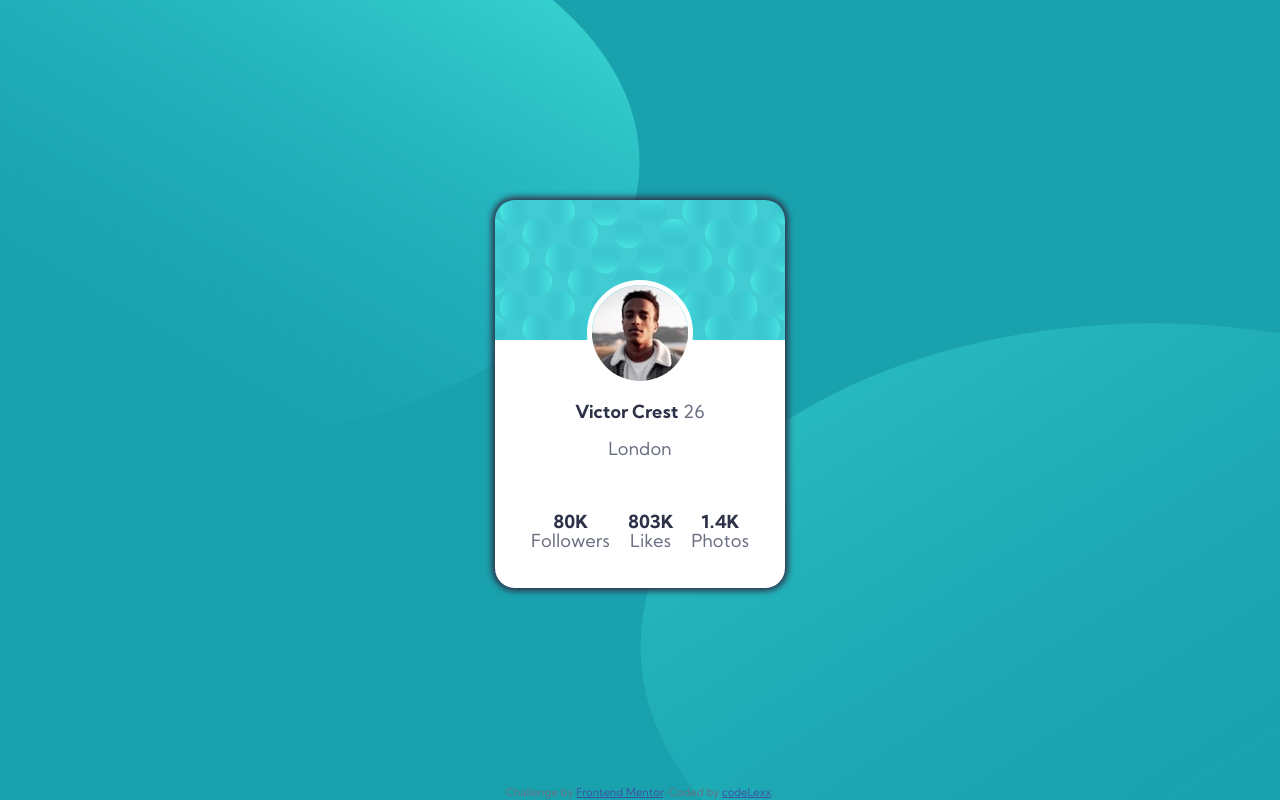 Victor Crest 26
London
80K 803K 1.4K
Followers Likes Photos
Challenge by Frontend Mentor. Coded by codeLexx.